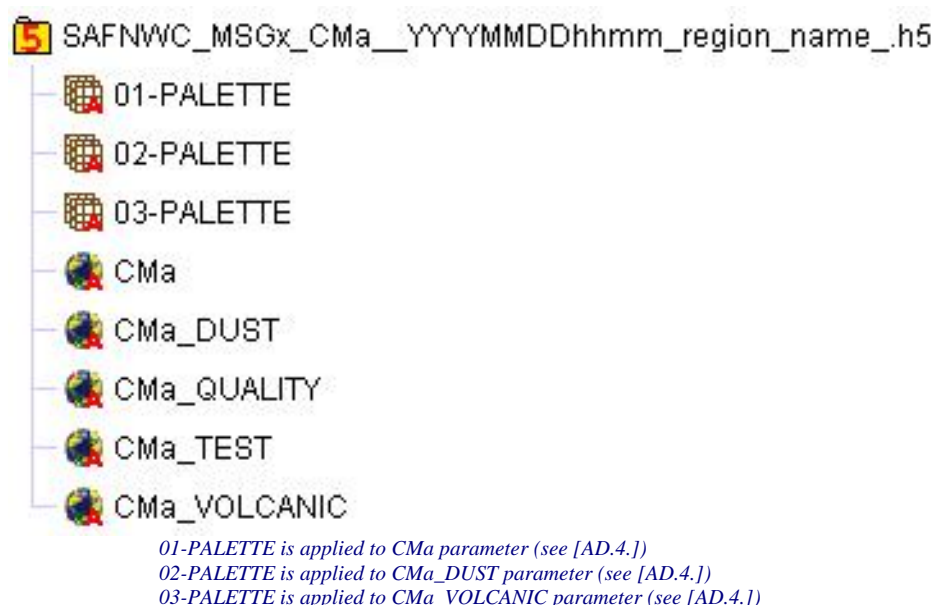 SAFNWC_MSGx_CMa__YYYYMMDDhhmm_region_name_.h5
01-PALETTE
02-PALETTE
03-PALETTE
CMa
CMa_DUST
CMa_QUALITY
CMa_TEST
CMa_VOLCANIC
01-PALETTE is applied to CMa parameter (see [AD.4.])
02-PALETTE is applied to CMa_DUST parameter (see [AD.4.])
03-PALETTE is applied to CMa_VOLCANIC parameter (see [AD.4.])